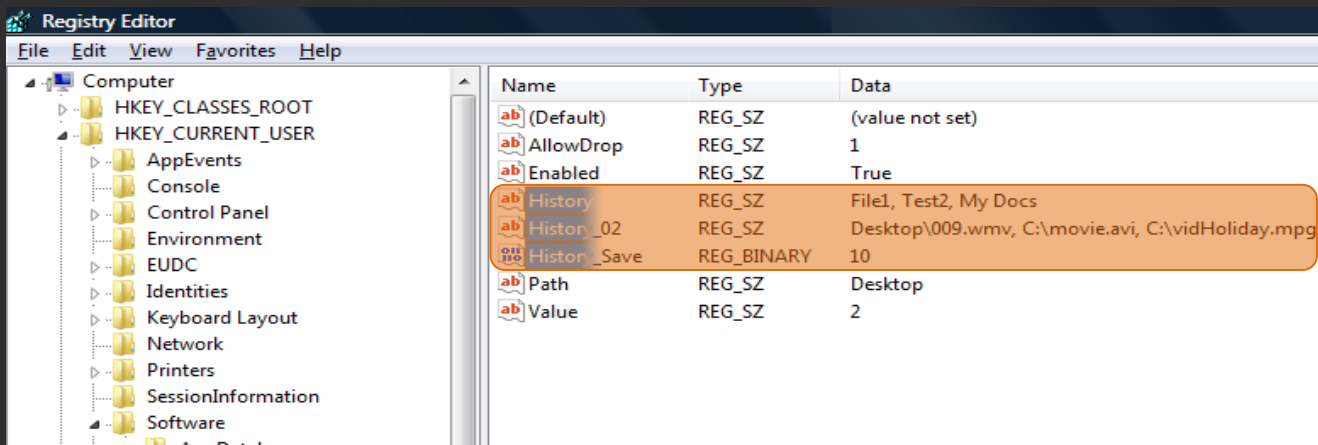 Registry Editor
File Edit View Favorites Help
Computer
HKEY_CLASSES_ROOT
HKEY_CURRENT_USER
AppEvents
Console
Control Panel
Environment
EUDC
Identities
Keyboard Layout
Network
Printers
SessionInformation
Software
Name Type Data
(Default) REG_SZ (value not set)
AllowDrop REG_SZ 1
Enabled REG_SZ True
History REG_SZ File1, Test2, My Docs
History_02 REG_SZ Desktop\009.wmv, C:\movie.avi, C:\vidHoliday.mpg
History_Save REG_BINARY 10
Path REG_SZ Desktop
Value REG_SZ 2